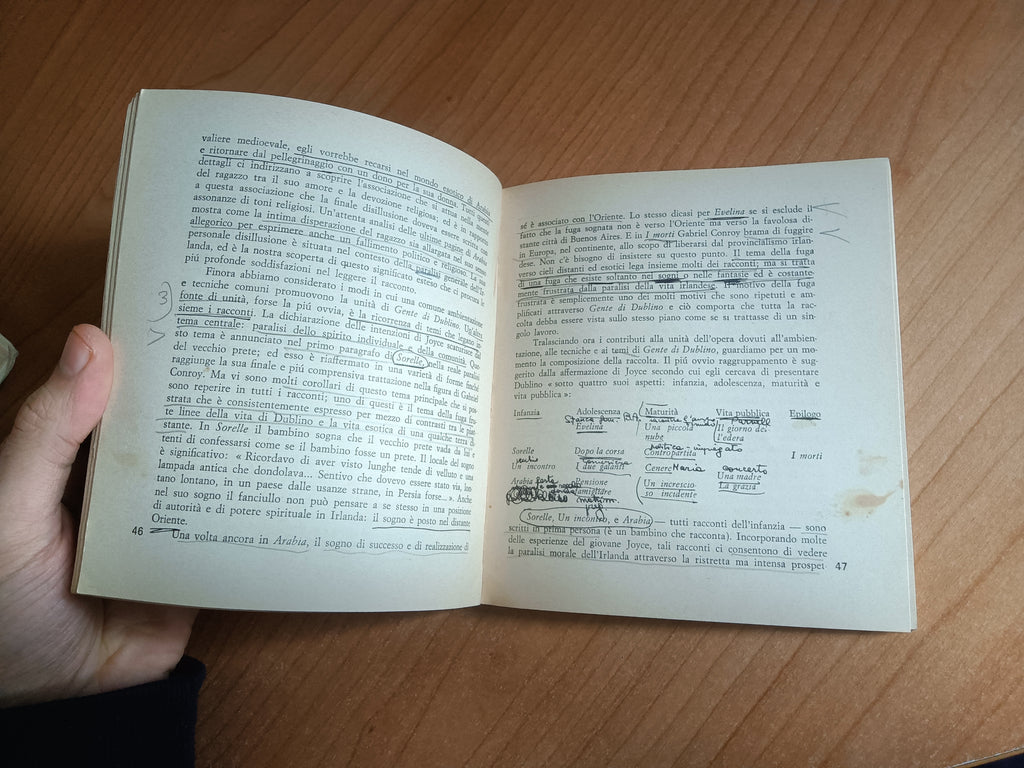 valiere medioevale, egli vorrebbe recarsi nel mondo esotico di Arabia,
e ritornare dal pellegrinaggio con un dono per la sua donna. Tutti questi
dettagli ci indirizzano a scoprire l'associazione che si attua nella mente
del ragazzo tra il suo amore e la devozione religiosa; ed è in rapporto
a questa associazione che la finale disillusione doveva essere resa in
assonanze di toni religiosi. Un'attenta analisi delle ultime pagine di Arabia
mostra come la intima disperazione del ragazzo sia allargata nel suo senso
allegorico per esprimere anche un fallimento politico e religioso. La sua
personale disillusione è situata nel contesto della paralisi generale dell'Ir-
landa, ed è la nostra scoperta di questo significato esteso che ci procura le
piú profonde soddisfazioni nel leggere il racconto.
Finora abbiamo considerato i modi in cui una comune ambientazione
e tecniche comuni promuovono la unità di Gente di Dublino. Un'altra
fonte di unità, forse la piú ovvia, è la ricorrenza di temi che legano in-
sieme i racconti. La dichiarazione delle intenzioni di Joyce scaturisce dal
tema centrale: paralisi dello spirito individuale e della comunità. Que-
sto tema è annunciato nel primo paragrafo di Sorelle, nella reale paralisi
del vecchio prete; ed esso è riaffermato in una varietà di forme finché
raggiunge la sua finale e piú comprensiva trattazione nella figura di Gabriel
Conroy. Ma vi sono molti corollari di questo tema principale che si pos-
sono reperire in tutti i racconti; uno di questi è il tema della fuga fru-
strata che è consistentemente espresso per mezzo di contrasti tra le piat-
te linee della vita di Dublino e la vita esotica di una qualche terra di-
stante. In Sorelle il bambino sogna che il vecchio prete vada da lui e
tenti di confessarsi come se il bambino fosse un prete. Il locale del sogno
è significativo: « Ricordavo di aver visto lunghe tende di velluto e una
lampada antica che dondolava... Sentivo che dovevo essere stato via, lon-
tano lontano, in un paese dalle usanze strane, in Persia forse... ». Anche
nel suo sogno il fanciullo non può pensare a se stesso in una posizione
di autorità e di potere spirituale in Irlanda: il sogno è posto nel distante
Oriente.
Una volta ancora in Arabia, il sogno di successo e di realizzazione di
46
3
sé è associato con l'Oriente. Lo stesso dicasi per Evelina se si esclude il
fatto che la fuga sognata non è verso l'Oriente ma verso la favolosa di-
stante città di Buenos Aires. E in I morti Gabriel Conroy brama di fuggire
in Europa, nel continente, allo scopo di liberarsi dal provincialismo irlan-
dese. Non c'è bisogno di insistere su questo punto. Il tema della fuga
verso cieli distanti ed esotici lega insieme molti dei racconti; ma si tratta
di una fuga che esiste soltanto nei sogni o nelle fantasie ed è costante-
mente frustrata dalla paralisi della vita irlandese. Il motivo della fuga
frustrata è semplicemente uno dei molti motivi che sono ripetuti e am-
plificati attraverso Gente di Dublino e ciò comporta che tutta la rac-
colta debba essere vista sullo stesso piano come se si trattasse di un sin-
golo lavoro.
Tralasciando ora i contributi alla unità dell'opera dovuti all'ambien-
tazione, alle tecniche e ai temi di Gente di Dublino, guardiamo per un mo-
mento la composizione della raccolta. Il piú ovvio raggruppamento è sug-
gerito dalla affermazione di Joyce secondo cui egli cercava di presentare
Dublino « sotto quattro suoi aspetti: infanzia, adolescenza, maturità e
vita pubblica »:
Infanzia Adolescenza Maturità Vita pubblica Epilogo
B.A. Parnell
Evelina Una piccola nube Il giorno del-
l'edera
politica impiegato
Sorelle Dopo la corsa Contropartita I morti
Un incontro I due galanti Cenere Maria concerto
Una madre
Arabia Pensione familiare Un increscio-
so incidente La grazia
Sorelle, Un incontro, e Arabia — tutti racconti dell'infanzia — sono
scritti in prima persona (è un bambino che racconta). Incorporando molte
delle esperienze del giovane Joyce, tali racconti ci consentono di vedere
la paralisi morale dell'Irlanda attraverso la ristretta ma intensa prospet-
47